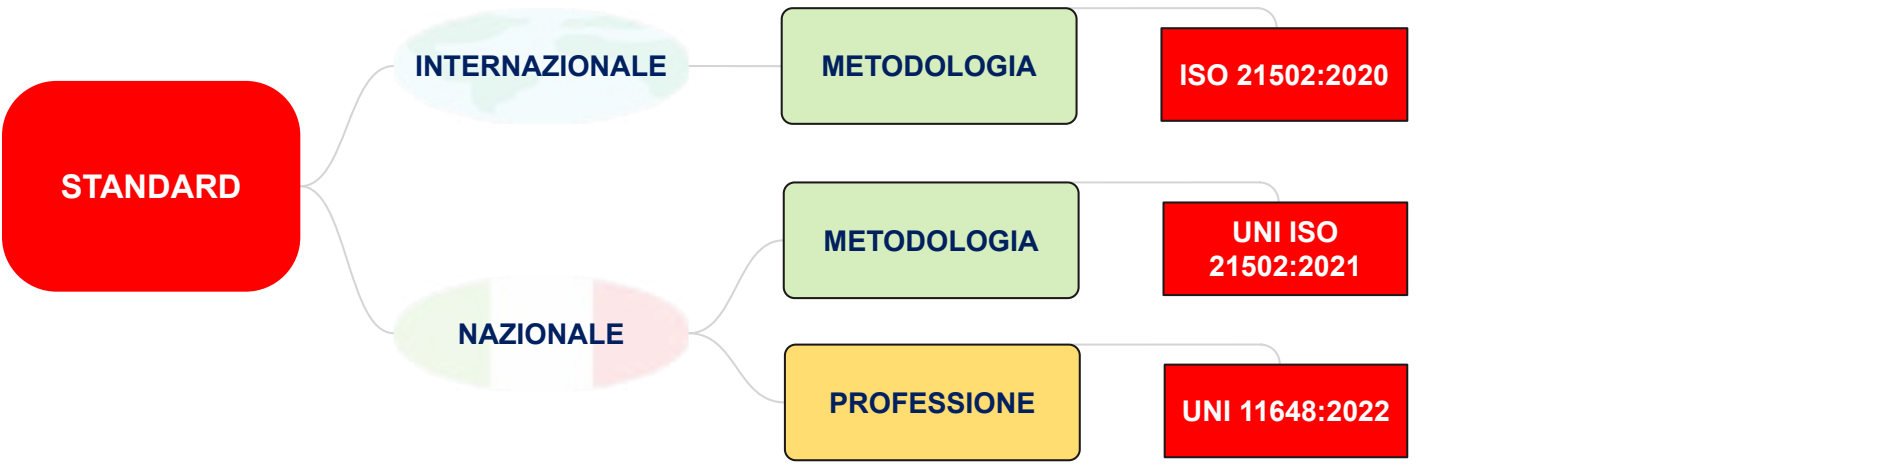 STANDARD
INTERNAZIONALE
METODOLOGIA
ISO 21502:2020
NAZIONALE
METODOLOGIA
UNI ISO
21502:2021
PROFESSIONE
UNI 11648:2022